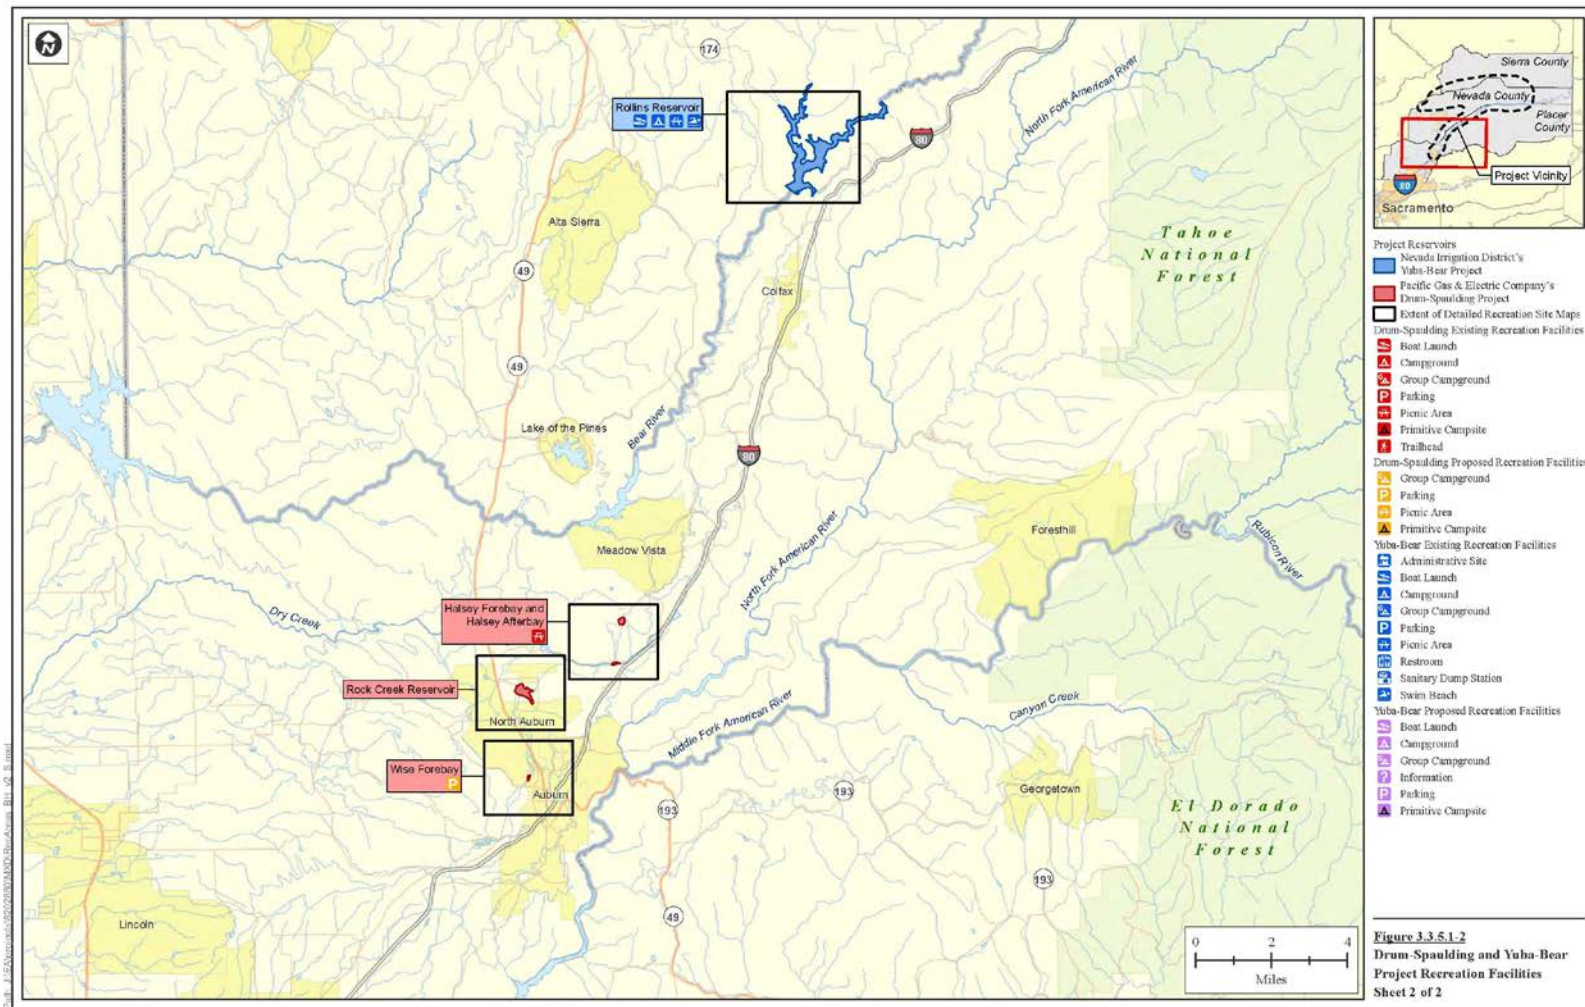 N
174
Rollins Reservoir
North Fork American River
80
Alta Sierra
49
Tahoe
National
Forest
Colfax
49
Lake of the Pines
Bear River
80
Meadow Vista
North Fork American River
Foresthill
Rubicon River
Dry Creek
Halsey Forebay and
Halsey Afterbay
Rock Creek Reservoir
North Auburn
Middle Fork American River
Canyon Creek
Wise Forebay
P
Auburn
193
193
Georgetown
El Dorado
National
Forest
193
49
Lincoln
0 2 4
Miles
Sierra County
Nevada County
Placer
County
Project Vicinity
80
Sacramento
Project Reservoirs
Nevada Irrigation District's
Yuba-Bear Project
Pacific Gas & Electric Company's
Drum-Spaulding Project
Extent of Detailed Recreation Site Maps
Drum-Spaulding Existing Recreation Facilities
Boat Launch
Campground
Group Campground
P Parking
Picnic Area
Primitive Campsite
Trailhead
Drum-Spaulding Proposed Recreation Facilities
Group Campground
P Parking
Picnic Area
Primitive Campsite
Yuba-Bear Existing Recreation Facilities
Administrative Site
Boat Launch
Campground
Group Campground
P Parking
Picnic Area
Restroom
Sanitary Dump Station
Swim Beach
Yuba-Bear Proposed Recreation Facilities
Boat Launch
Campground
Group Campground
? Information
P Parking
Primitive Campsite
Figure 3.3.5.1-2
Drum-Spaulding and Yuba-Bear
Project Recreation Facilities
Sheet 2 of 2